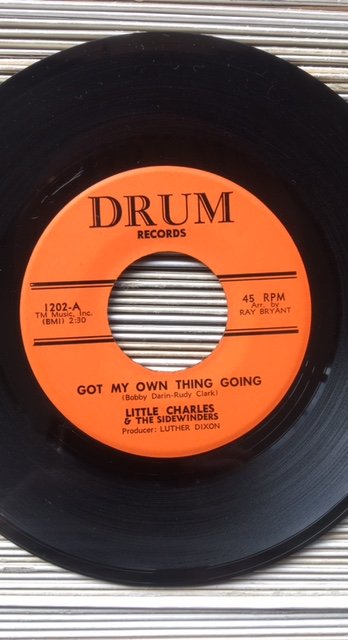 DRUM
RECORDS
1202-A
TM Music, Inc.
(BMI) 2:30
45 RPM
Arr. by
RAY BRYANT
GOT MY OWN THING GOING
(Bobby Darin-Rudy Clark)
LITTLE CHARLES
& THE SIDEWINDERS
Producer: LUTHER DIXON